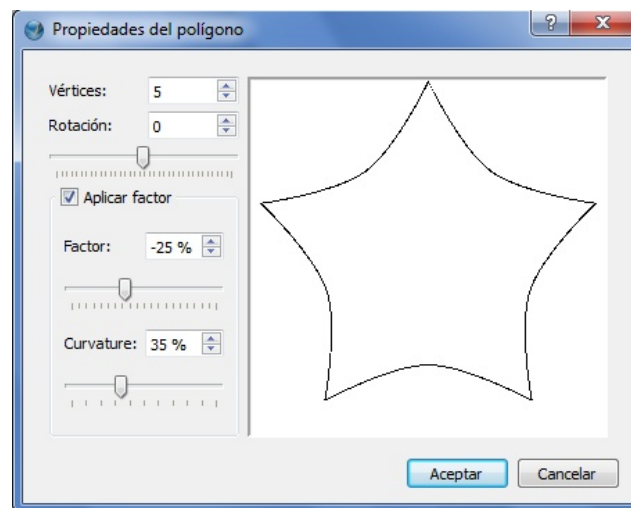 Propiedades del polígono
?
Vértices: 5
Rotación: 0
Aplicar factor
Factor: -25 %
Curvature: 35 %
Aceptar
Cancelar